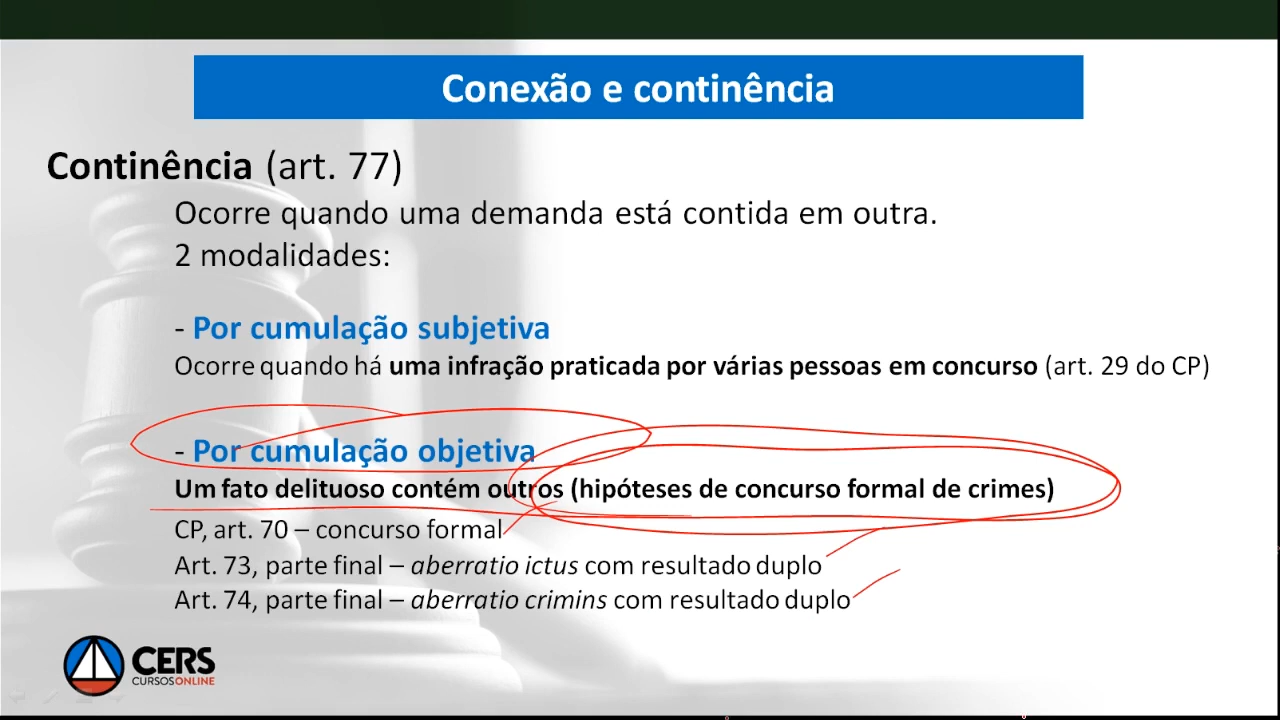 Conexão e continência
Continência (art. 77)
Ocorre quando uma demanda está contida em outra.
2 modalidades:
- Por cumulação subjetiva
Ocorre quando há uma infração praticada por várias pessoas em concurso (art. 29 do CP)
- Por cumulação objetiva
Um fato delituoso contém outros (hipóteses de concurso formal de crimes)
CP, art. 70 – concurso formal
Art. 73, parte final – aberratio ictus com resultado duplo
Art. 74, parte final – aberratio crimins com resultado duplo
CERS
CURSOS ONLINE